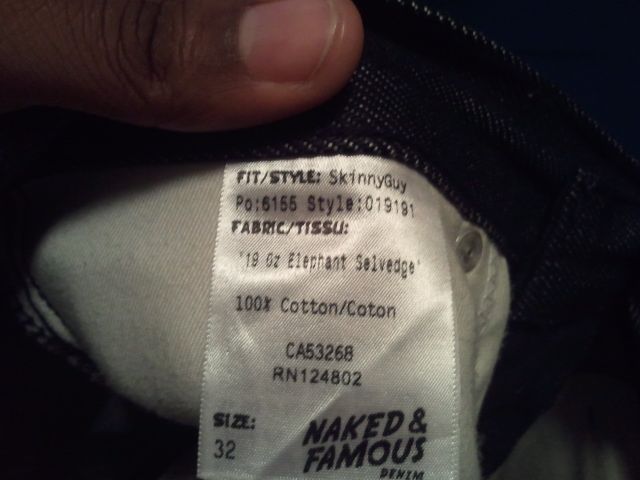 FIT/STYLE: SkinnyGuy
Po:6155 Style:019191
FABRIC/TISSU:
"19 Oz Elephant Selvedge"
100% Cotton/Coton
CA53268
RN124802
SIZE:
32
NAKED &
FAMOUS
DENIM